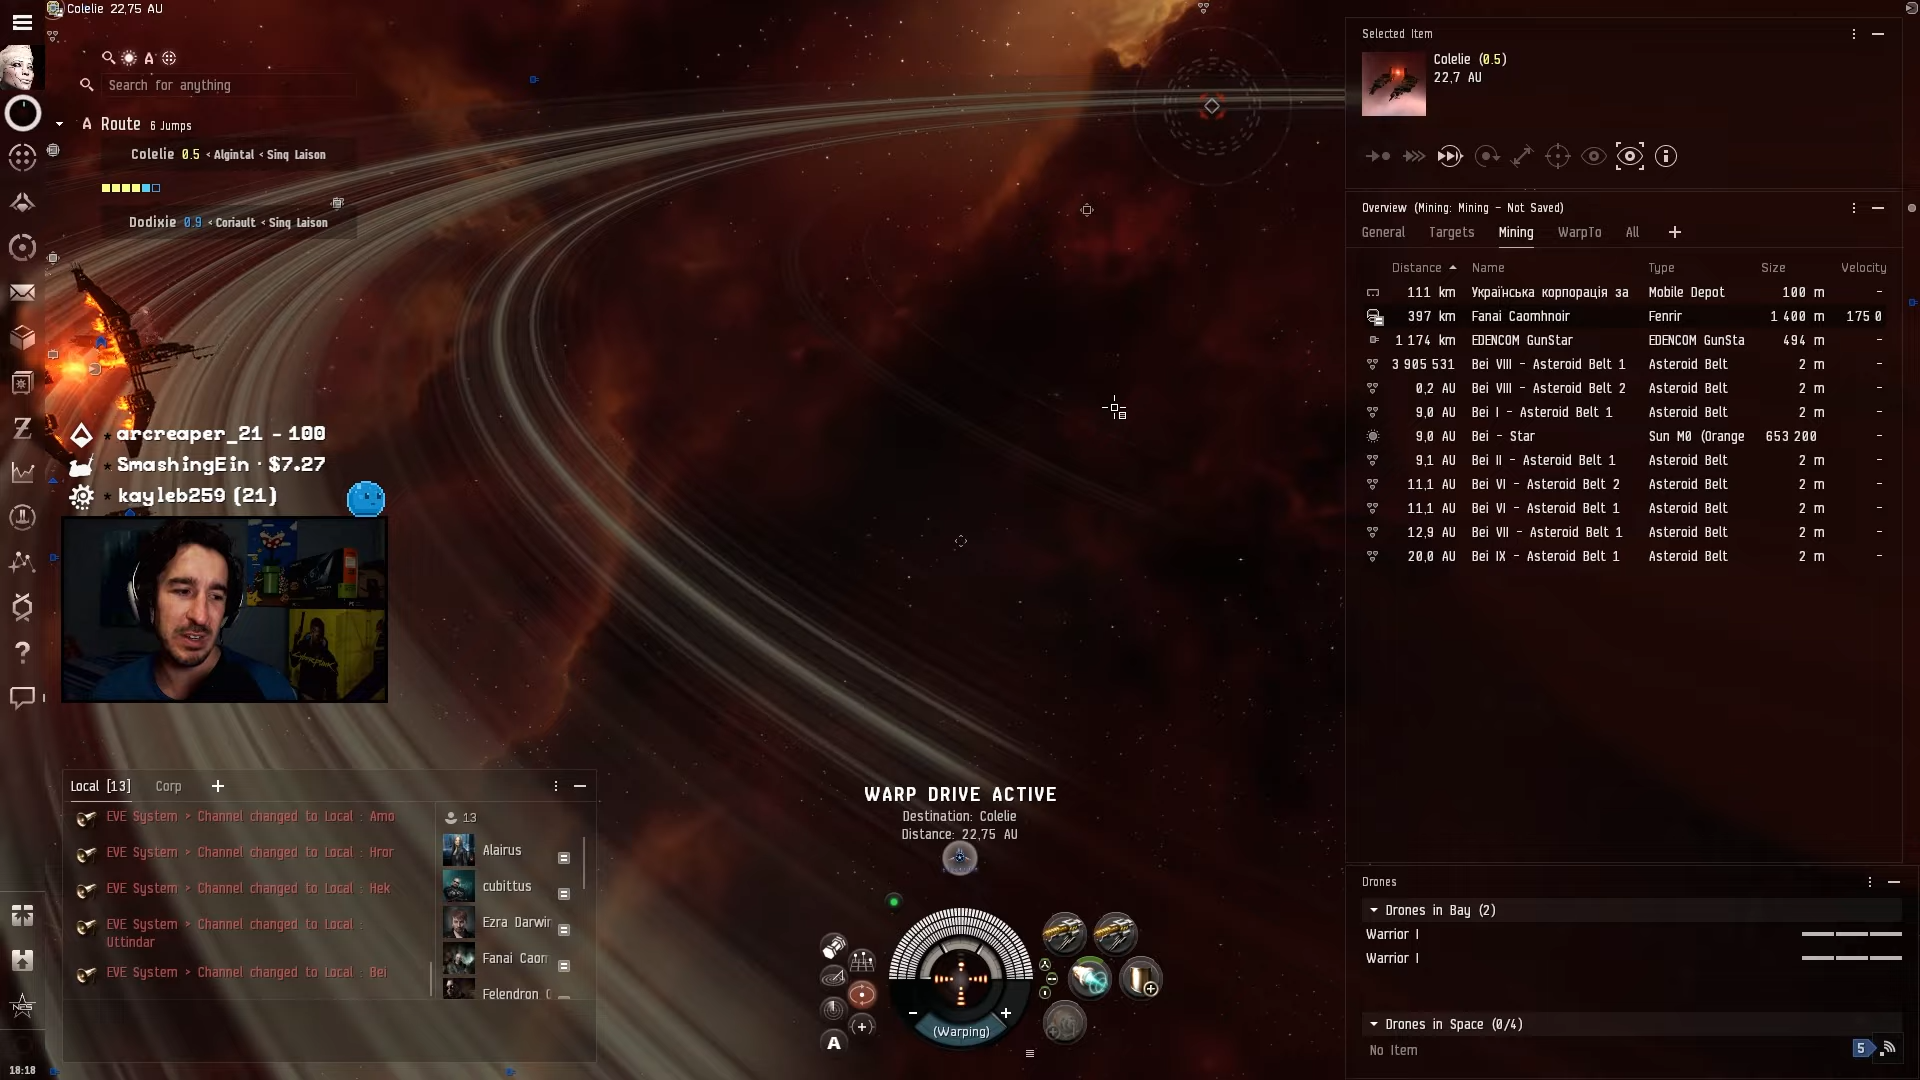 Colelie 22,75 AU
Search for anything
A Route 6 Jumps
Colelie 0.5 < Algintal < Sinq Laison
Dodixie 0.9 < Coriault < Sinq Laison
* arcreaper_21 - 100
* SmashingEin · $7.27
* kayleb259 (21)
Local [13]
Corp
EVE System > Channel changed to Local : Amo
EVE System > Channel changed to Local : Hror
EVE System > Channel changed to Local : Hek
EVE System > Channel changed to Local :
Uttindar
EVE System > Channel changed to Local : Bei
13
Alairus
cubittus
Ezra Darwin
Fanai Caom
Felendron
18:18
WARP DRIVE ACTIVE
Destination: Colelie
Distance: 22,75 AU
(Warping)
A
Selected Item
Colelie (0.5)
22,7 AU
Overview (Mining: Mining - Not Saved)
General Targets Mining WarpTo All +
Distance Name Type Size Velocity
111 km Українська корпорація за Mobile Depot 100 m -
397 km Fanai Caomhnoir Fenrir 1 400 m 175 0
1 174 km EDENCOM GunStar EDENCOM GunSta 494 m -
3 905 531 Bei VIII - Asteroid Belt 1 Asteroid Belt 2 m -
0,2 AU Bei VIII - Asteroid Belt 2 Asteroid Belt 2 m -
9,0 AU Bei I - Asteroid Belt 1 Asteroid Belt 2 m -
9,0 AU Bei - Star Sun M0 (Orange 653 200 -
9,1 AU Bei II - Asteroid Belt 1 Asteroid Belt 2 m -
11,1 AU Bei VI - Asteroid Belt 2 Asteroid Belt 2 m -
11,1 AU Bei VI - Asteroid Belt 1 Asteroid Belt 2 m -
12,9 AU Bei VII - Asteroid Belt 1 Asteroid Belt 2 m -
20,0 AU Bei IX - Asteroid Belt 1 Asteroid Belt 2 m -
Drones
Drones in Bay (2)
Warrior I
Warrior I
Drones in Space (0/4)
No Item
5